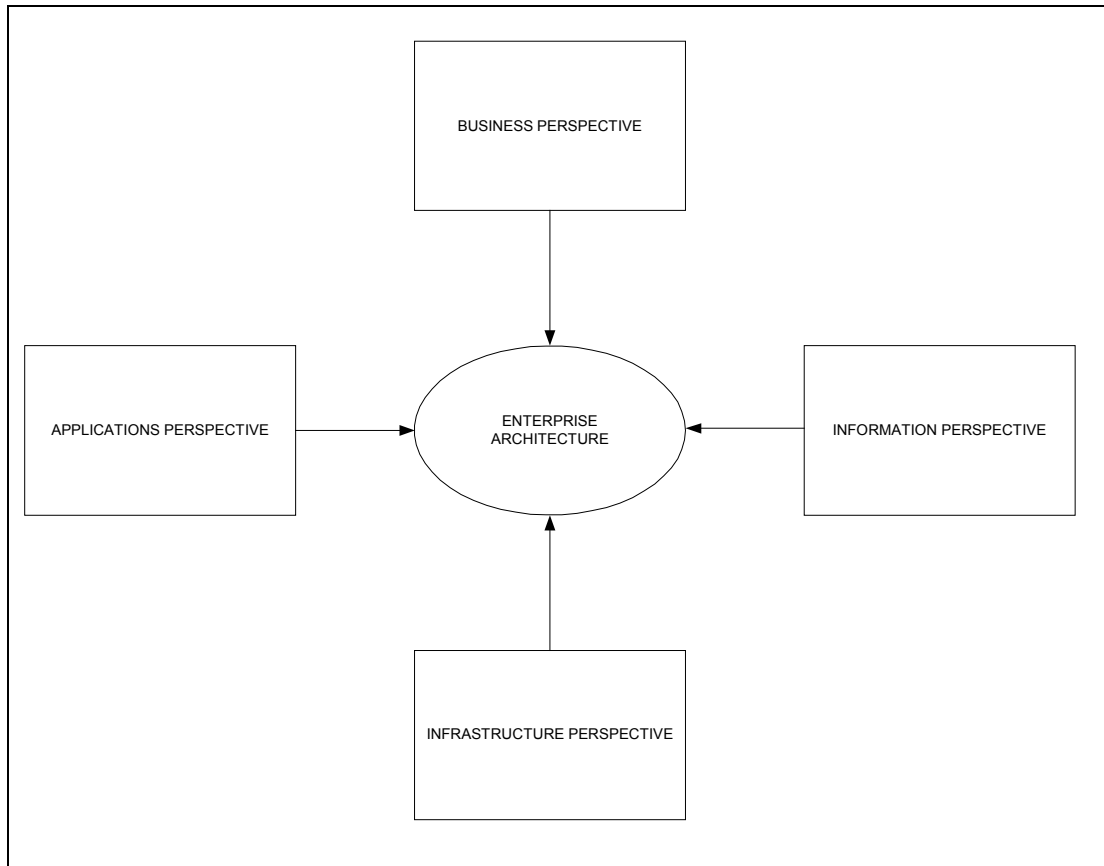 BUSINESS PERSPECTIVE
APPLICATIONS PERSPECTIVE
ENTERPRISE
ARCHITECTURE
INFORMATION PERSPECTIVE
INFRASTRUCTURE PERSPECTIVE